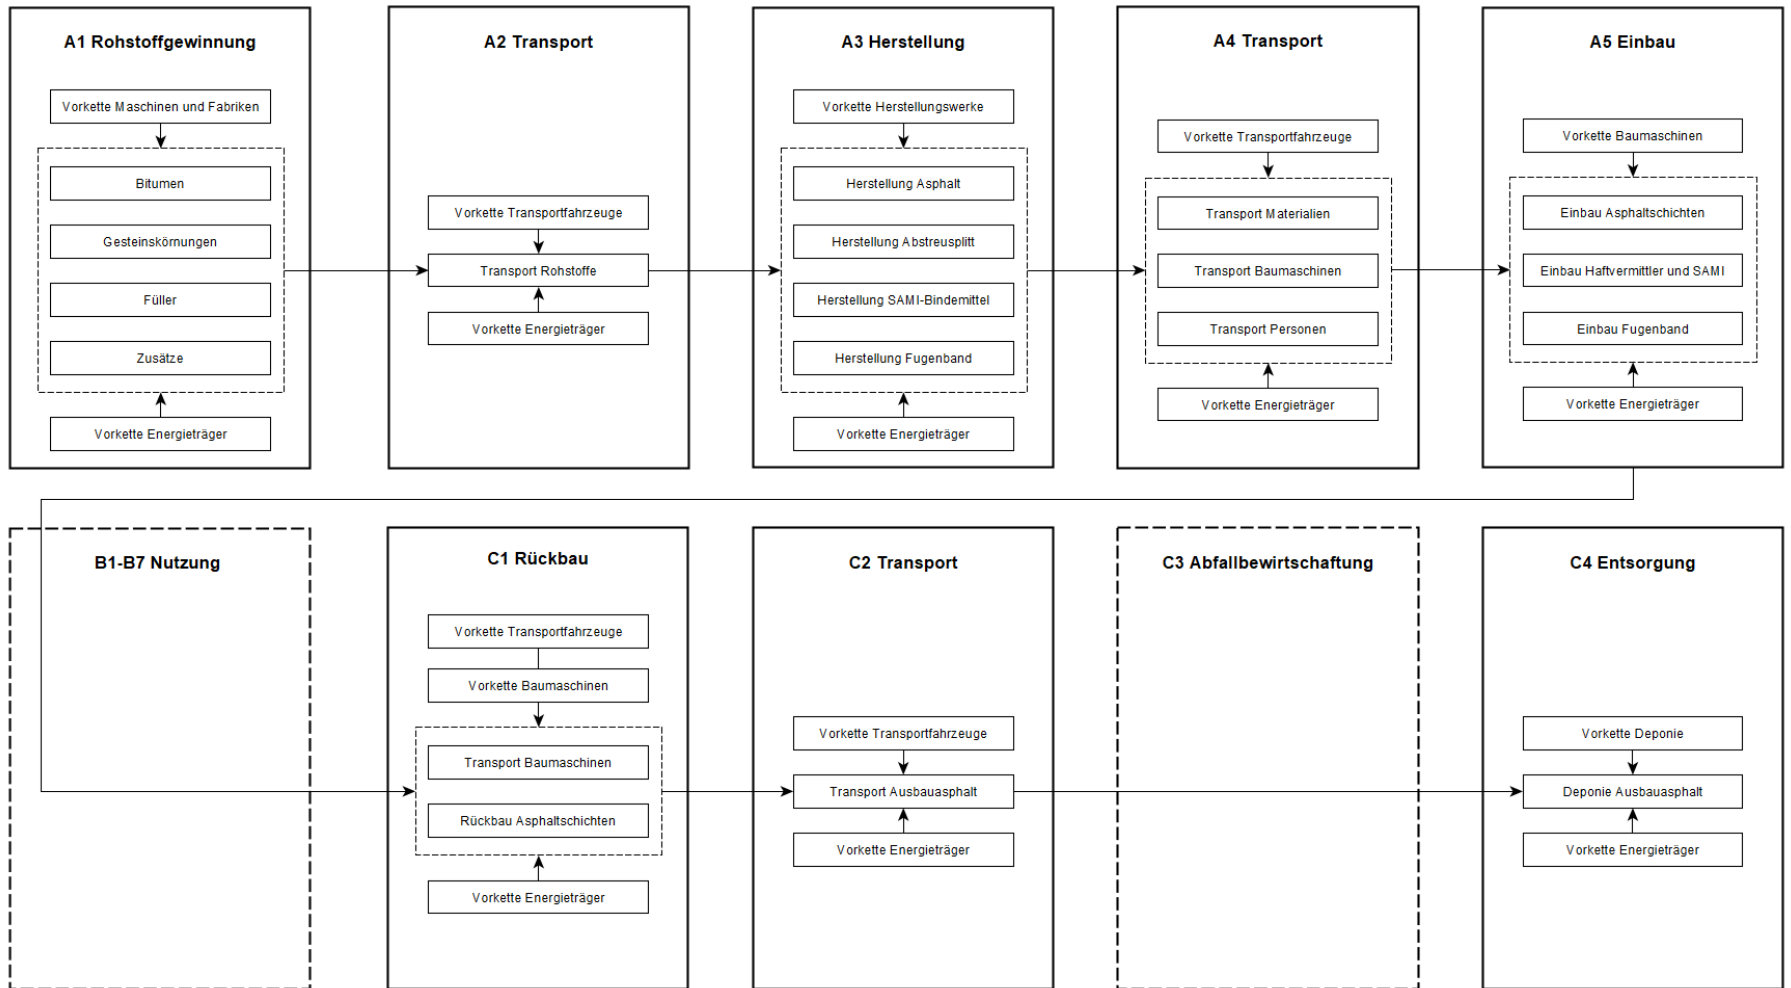 A1 Rohstoffgewinnung
Vorkette Maschinen und Fabriken
Bitumen
Gesteinskörnungen
Füller
Zusätze
Vorkette Energieträger
A2 Transport
Vorkette Transportfahrzeuge
Transport Rohstoffe
Vorkette Energieträger
A3 Herstellung
Vorkette Herstellungswerke
Herstellung Asphalt
Herstellung Abstreusplitt
Herstellung SAMI-Bindemittel
Herstellung Fugenband
Vorkette Energieträger
A4 Transport
Vorkette Transportfahrzeuge
Transport Materialien
Transport Baumaschinen
Transport Personen
Vorkette Energieträger
A5 Einbau
Vorkette Baumaschinen
Einbau Asphaltschichten
Einbau Haftvermittler und SAMI
Einbau Fugenband
Vorkette Energieträger
B1-B7 Nutzung
C1 Rückbau
Vorkette Transportfahrzeuge
Vorkette Baumaschinen
Transport Baumaschinen
Rückbau Asphaltschichten
Vorkette Energieträger
C2 Transport
Vorkette Transportfahrzeuge
Transport Ausbauasphalt
Vorkette Energieträger
C3 Abfallbewirtschaftung
C4 Entsorgung
Vorkette Deponie
Deponie Ausbauasphalt
Vorkette Energieträger